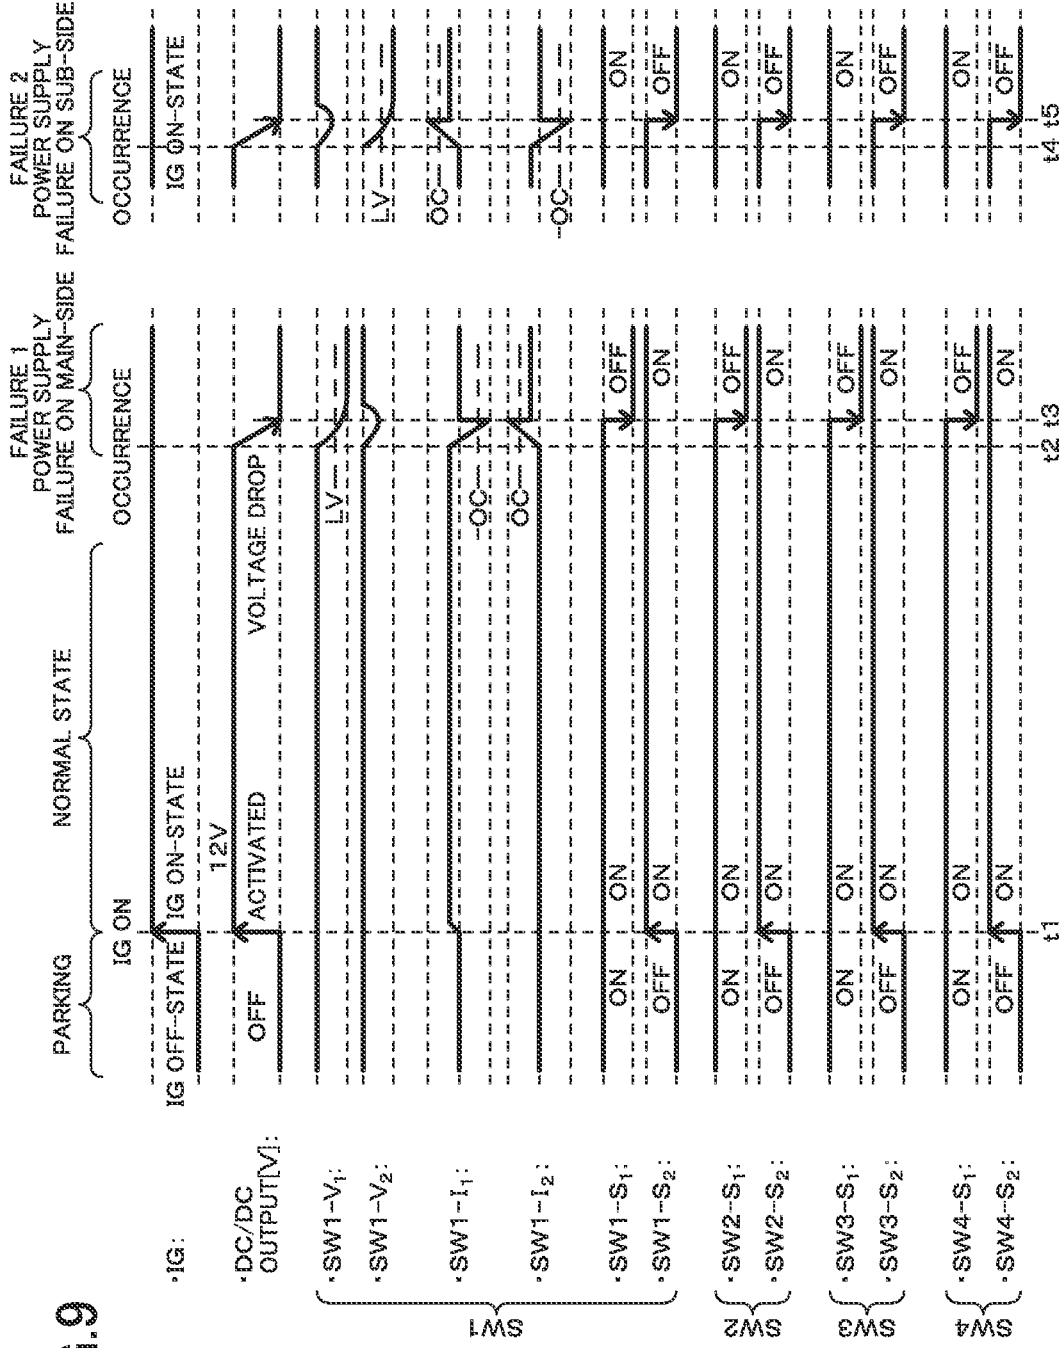 .9
PARKING
NORMAL STATE
FAILURE 1
POWER SUPPLY
FAILURE ON MAIN-SIDE
FAILURE 2
POWER SUPPLY
FAILURE ON SUB-SIDE
IG ON
OCCURRENCE
OCCURRENCE
·IG:
IG OFF-STATE
IG ON-STATE
IG ON-STATE
·DC/DC
OUTPUT[V]:
OFF
12V
ACTIVATED
VOLTAGE DROP
SW1
·SW1-V₁:
LV
·SW1-V₂:
LV
·SW1-I₁:
-OC
OC
·SW1-I₂:
OC
-OC
·SW1-S₁:
ON
ON
OFF
ON
·SW1-S₂:
OFF
ON
ON
OFF
SW2
·SW2-S₁:
ON
ON
OFF
ON
·SW2-S₂:
OFF
ON
ON
OFF
SW3
·SW3-S₁:
ON
ON
OFF
ON
·SW3-S₂:
OFF
ON
ON
OFF
SW4
·SW4-S₁:
ON
ON
OFF
ON
·SW4-S₂:
OFF
ON
ON
OFF
t1
t2 t3
t4 t5